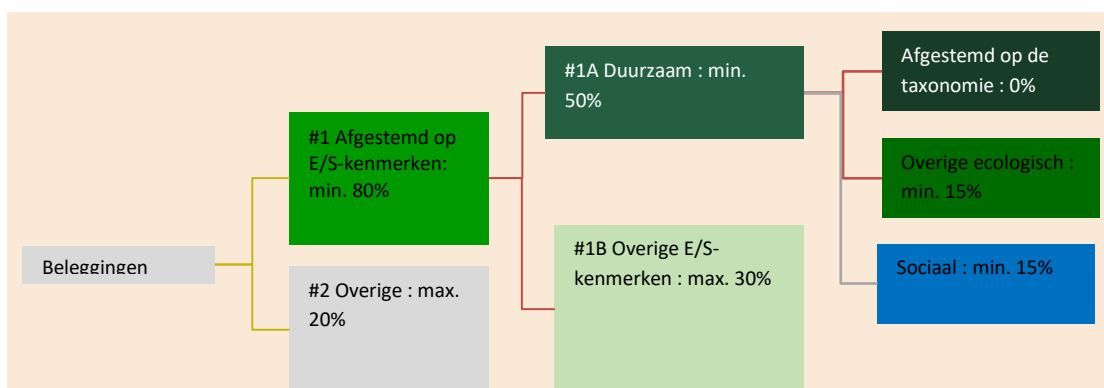 Beleggingen
#1 Afgestemd op
E/S-kenmerken:
min. 80%
#2 Overige : max.
20%
#1A Duurzaam : min.
50%
#1B Overige E/S-
kenmerken : max. 30%
Afgestemd op de
taxonomie : 0%
Overige ecologisch :
min. 15%
Sociaal : min. 15%